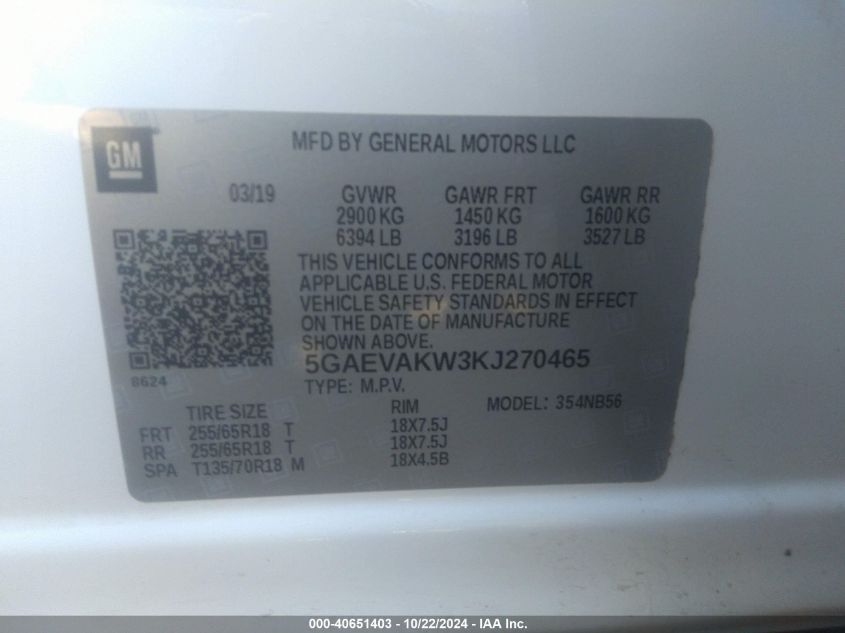 GM
MFD BY GENERAL MOTORS LLC
03/19 GVWR GAWR FRT GAWR RR
2900 KG 1450 KG 1600 KG
6394 LB 3196 LB 3527 LB
THIS VEHICLE CONFORMS TO ALL
APPLICABLE U.S. FEDERAL MOTOR
VEHICLE SAFETY STANDARDS IN EFFECT
ON THE DATE OF MANUFACTURE
SHOWN ABOVE.
5GAEVAKW3KJ270465
8624
TYPE: M.P.V.
TIRE SIZE RIM MODEL: 354NB56
FRT 255/65R18 T 18X7.5J
RR 255/65R18 T 18X7.5J
SPA T135/70R18 M 18X4.5B
000-40651403 - 10/22/2024 - IAA Inc.